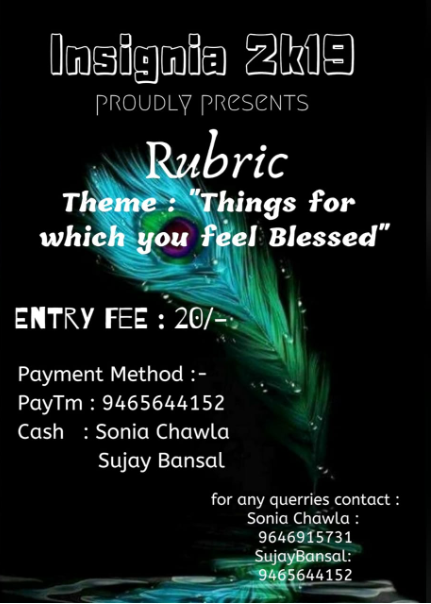 Insignia 2k19
PROUDLY PRESENTS
Rubric
Theme : "Things for
which you feel Blessed"
ENTRY FEE : 20/-
Payment Method :-
PayTm : 9465644152
Cash : Sonia Chawla
Sujay Bansal
for any querries contact :
Sonia Chawla :
9646915731
SujayBansal:
9465644152